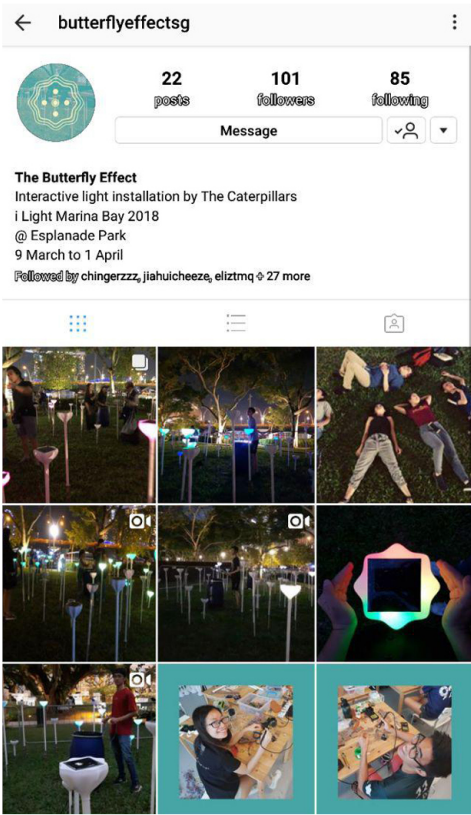 butterflyeffectsg
22 101 85
posts followers following
Message
The Butterfly Effect
Interactive light installation by The Caterpillars
i Light Marina Bay 2018
@ Esplanade Park
9 March to 1 April
Followed by chingerzzz, jiahuicheeze, eliztmq + 27 more